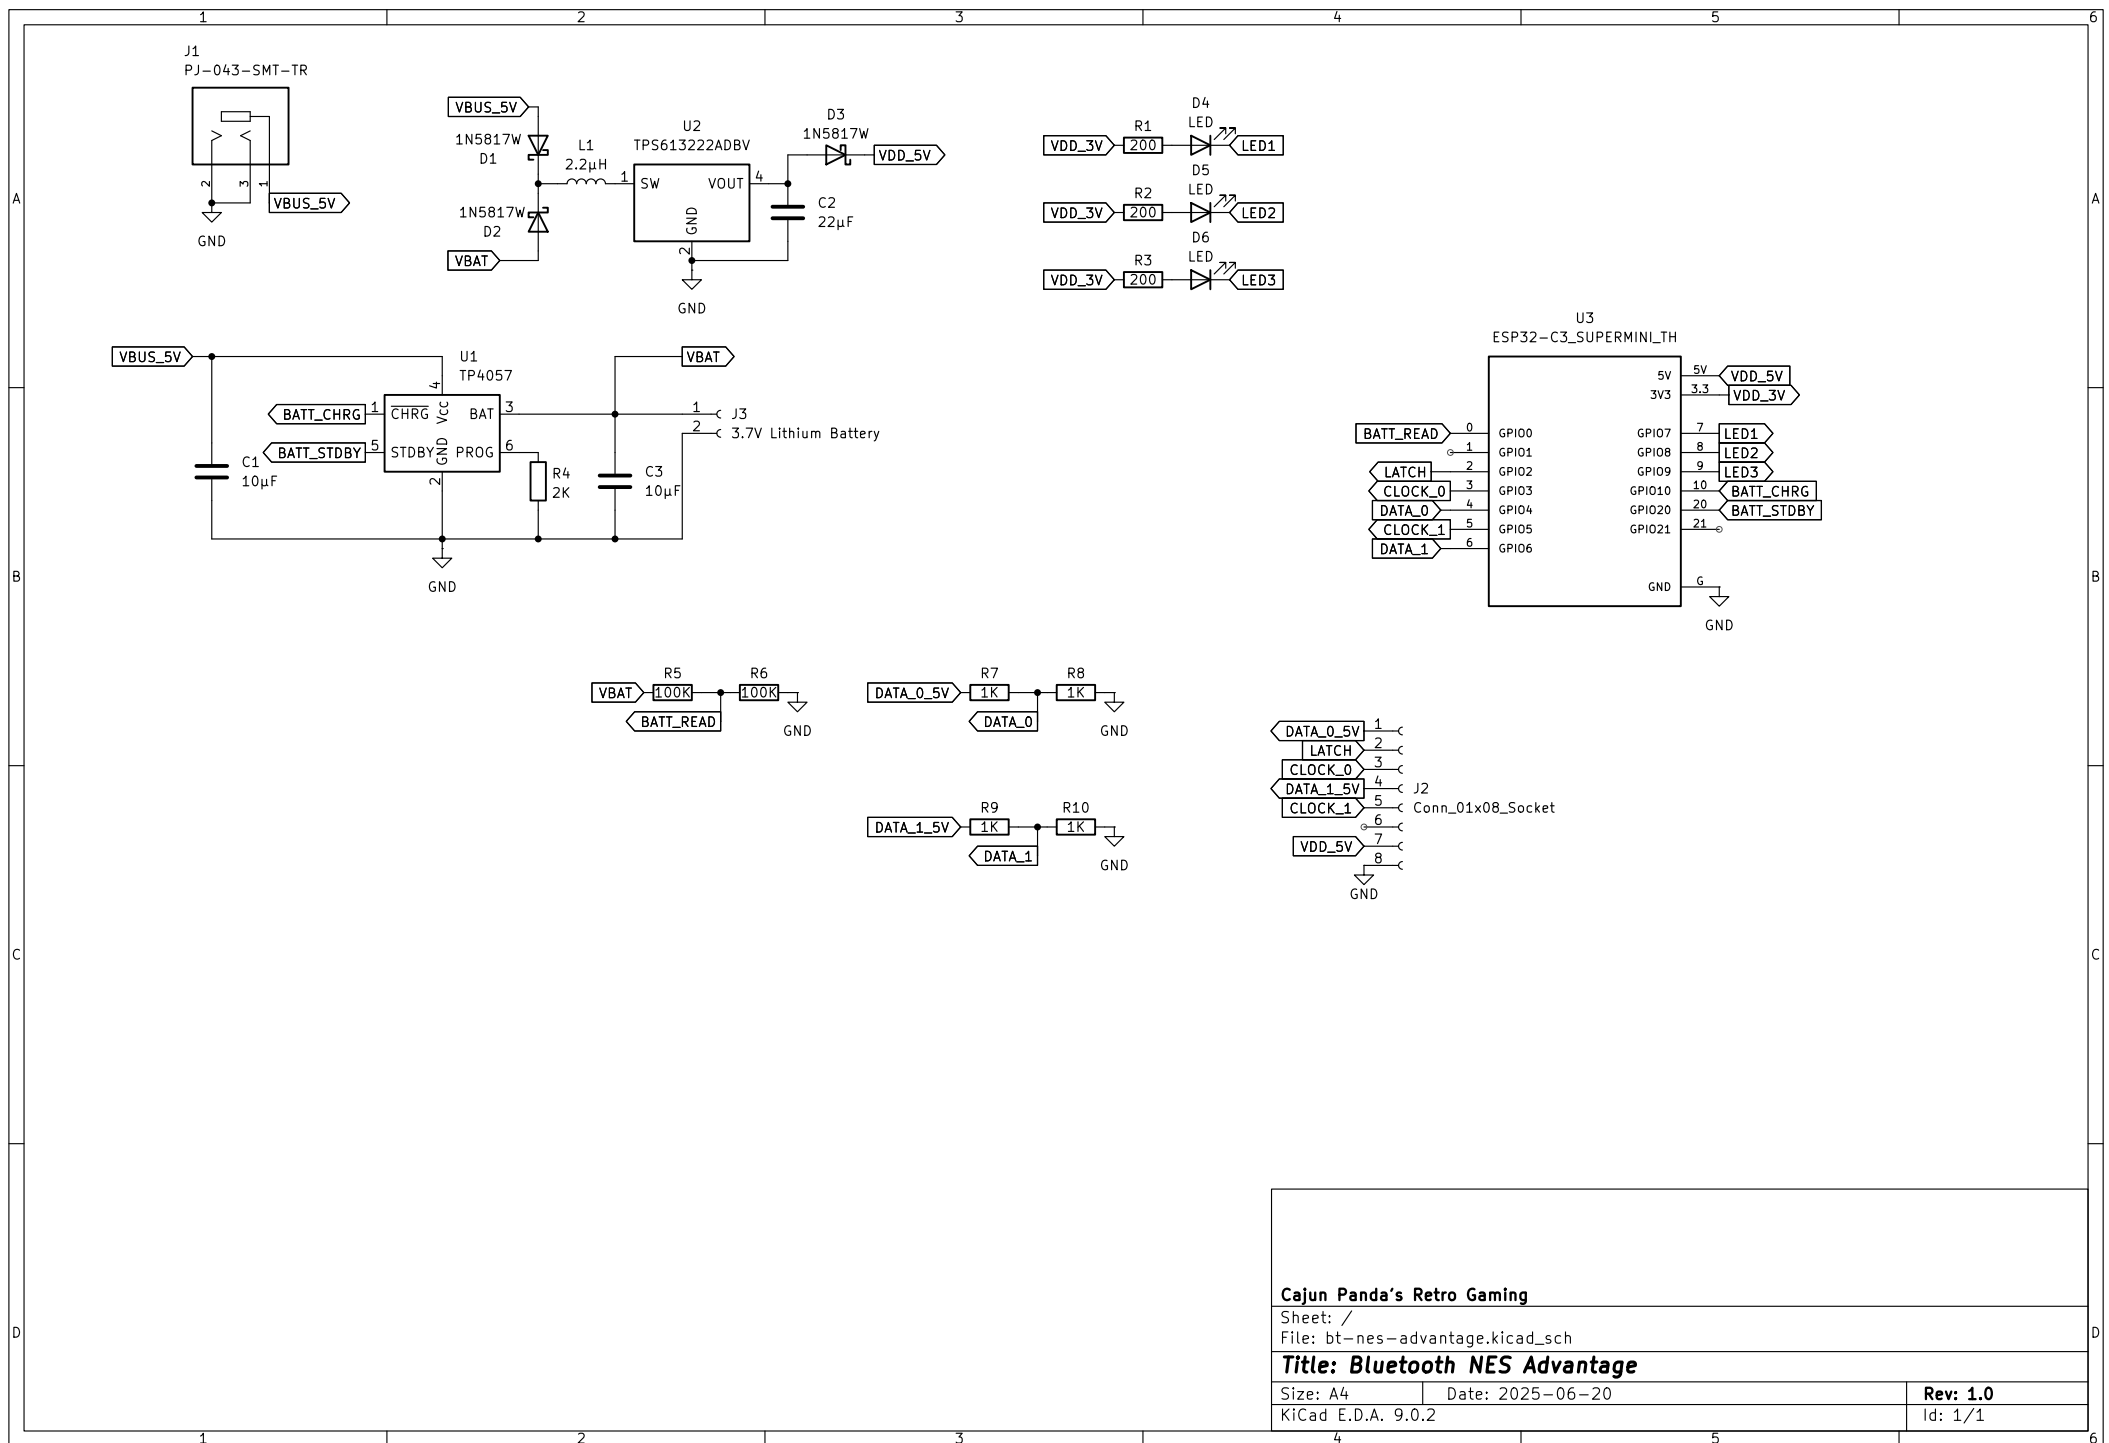 1 2 3 4 5 6
J1
PJ-043-SMT-TR
2 3 1
VBUS_5V
GND
VBUS_5V
1N5817W
D1
1N5817W
D2
VBAT
L1
2.2μH
U2
TPS613222ADBV
1 SW VOUT 4
GND
2
GND
D3
1N5817W
VDD_5V
C2
22μF
D4
LED
R1
VDD_3V 200 LED1
D5
LED
R2
VDD_3V 200 LED2
D6
LED
R3
VDD_3V 200 LED3
A A
VBUS_5V
U1
TP4057
4
VBAT
BATT_CHRG 1 CHRG Vcc BAT 3
BATT_STDBY 5 STDBY GND PROG 6
2
1 J3
2 3.7V Lithium Battery
C1
10μF
R4
2K
C3
10μF
GND
U3
ESP32-C3_SUPERMINI_TH
5V 5V VDD_5V
3V3 3.3 VDD_3V
BATT_READ 0 GPIO0 GPIO7 7 LED1
1 GPIO1 GPIO8 8 LED2
LATCH 2 GPIO2 GPIO9 9 LED3
CLOCK_0 3 GPIO3 GPIO10 10 BATT_CHRG
DATA_0 4 GPIO4 GPIO20 20 BATT_STDBY
CLOCK_1 5 GPIO5 GPIO21 21
DATA_1 6 GPIO6
GND G
GND
B B
R5 R6
VBAT 100K 100K
BATT_READ
GND
R7 R8
DATA_0_5V 1K 1K
DATA_0
GND
R9 R10
DATA_1_5V 1K 1K
DATA_1
GND
DATA_0_5V 1
LATCH 2
CLOCK_0 3
DATA_1_5V 4 J2
CLOCK_1 5 Conn_01x08_Socket
6
VDD_5V 7
8
GND
C C
D D
Cajun Panda's Retro Gaming
Sheet: /
File: bt-nes-advantage.kicad_sch
Title: Bluetooth NES Advantage
Size: A4 Date: 2025-06-20 Rev: 1.0
KiCad E.D.A. 9.0.2 Id: 1/1
1 2 3 4 5 6